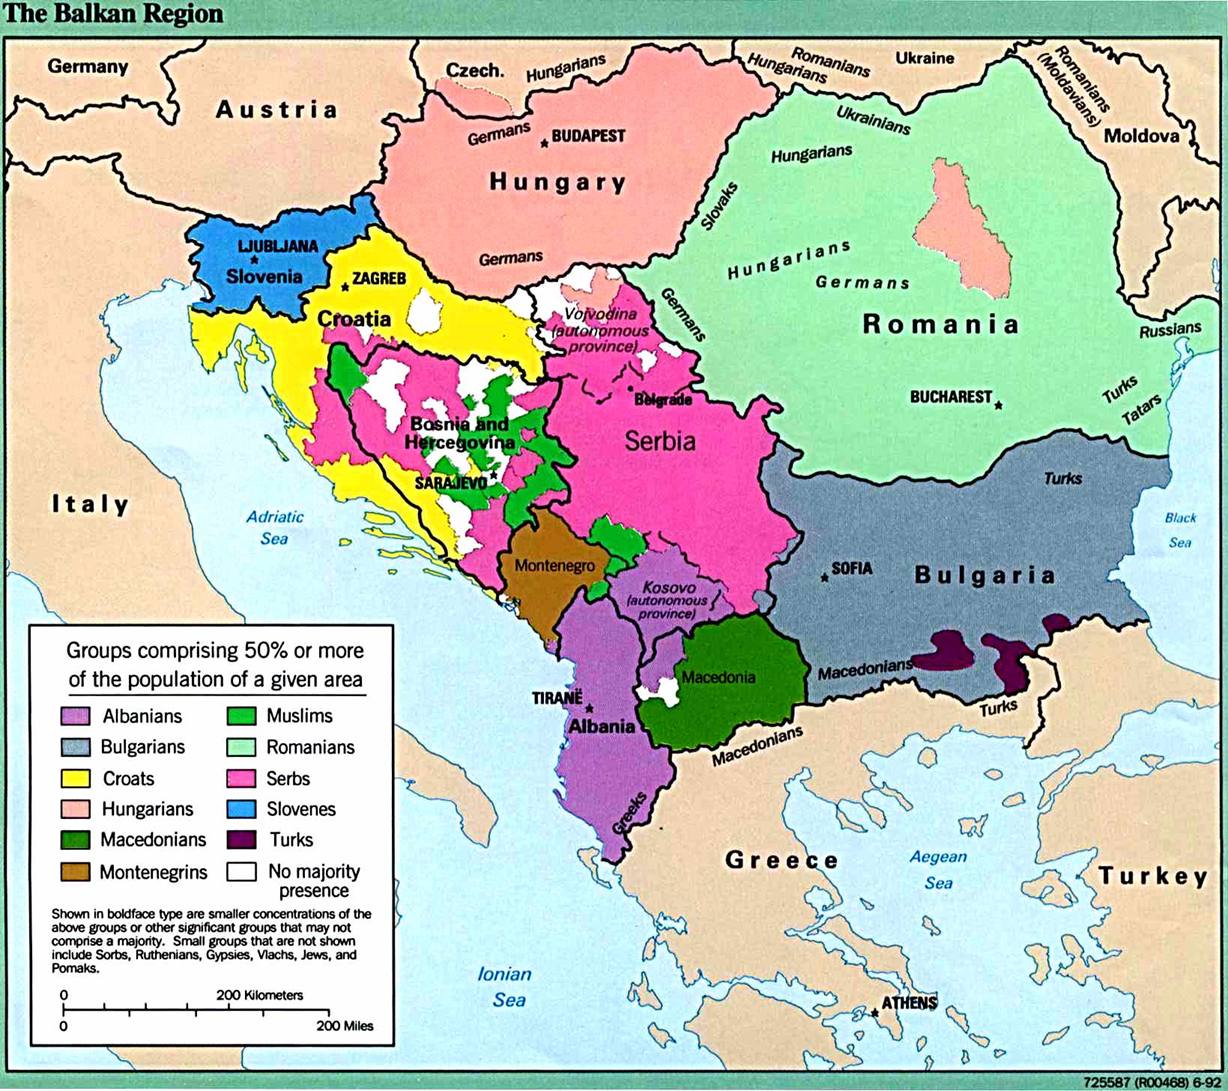 The Balkan Region
Germany
Austria
Czech.
Hungarians
Hungarians
Romanians
Ukraine
Romanians
(Moldavians)
Moldova
Germans
BUDAPEST
Hungary
Ukrainians
Hungarians
Slovaks
LJUBLJANA
Slovenia
ZAGREB
Croatia
Germans
Hungarians
Germans
Vojvodina
(autonomous
province)
Germans
Romania
Russians
BUCHAREST
Turks
Tatars
Belgrade
Bosnia and
Hercegovina
SARAJEVO
Serbia
Italy
Adriatic
Sea
Turks
Black
Sea
Montenegro
Kosovo
(autonomous
province)
SOFIA
Bulgaria
Macedonians
Macedonia
TIRANË
Albania
Macedonians
Turks
Greeks
Greece
Aegean
Sea
Turkey
Ionian
Sea
ATHENS
Groups comprising 50% or more
of the population of a given area
Albanians
Muslims
Bulgarians
Romanians
Croats
Serbs
Hungarians
Slovenes
Macedonians
Turks
Montenegrins
No majority
presence
Shown in boldface type are smaller concentrations of the
above groups or other significant groups that may not
comprise a majority. Small groups that are not shown
include Sorbs, Ruthenians, Gypsies, Vlachs, Jews, and
Pomaks.
0 200 Kilometers
0 200 Miles
725587 (R00468) 6-92